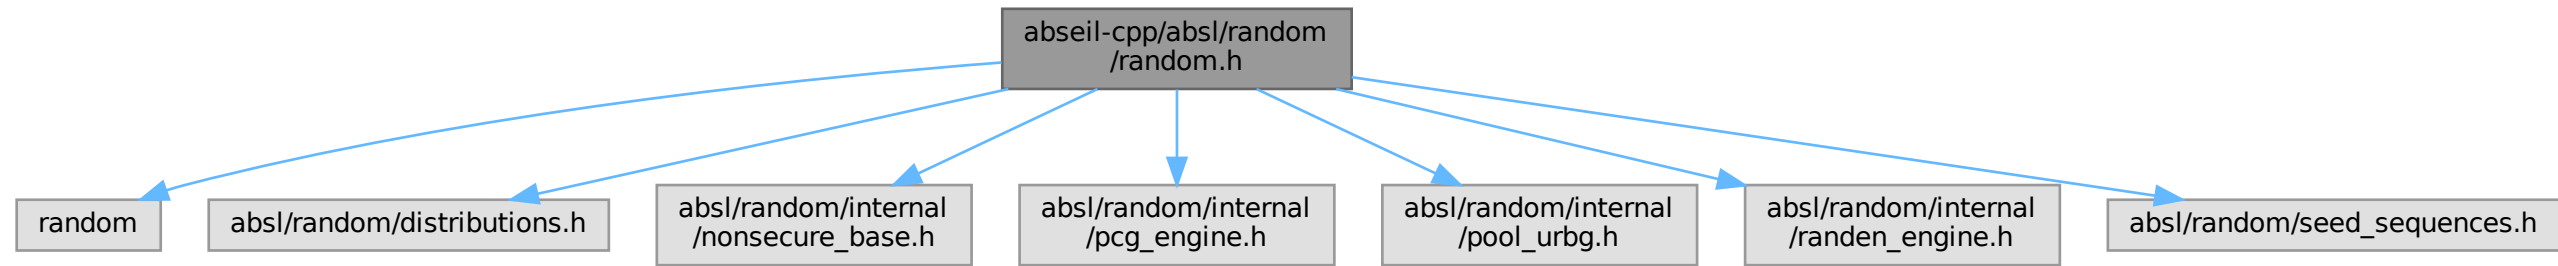 abseil-cpp/absl/random
/random.h
random
absl/random/distributions.h
absl/random/internal
/nonsecure_base.h
absl/random/internal
/pcg_engine.h
absl/random/internal
/pool_urbg.h
absl/random/internal
/randen_engine.h
absl/random/seed_sequences.h